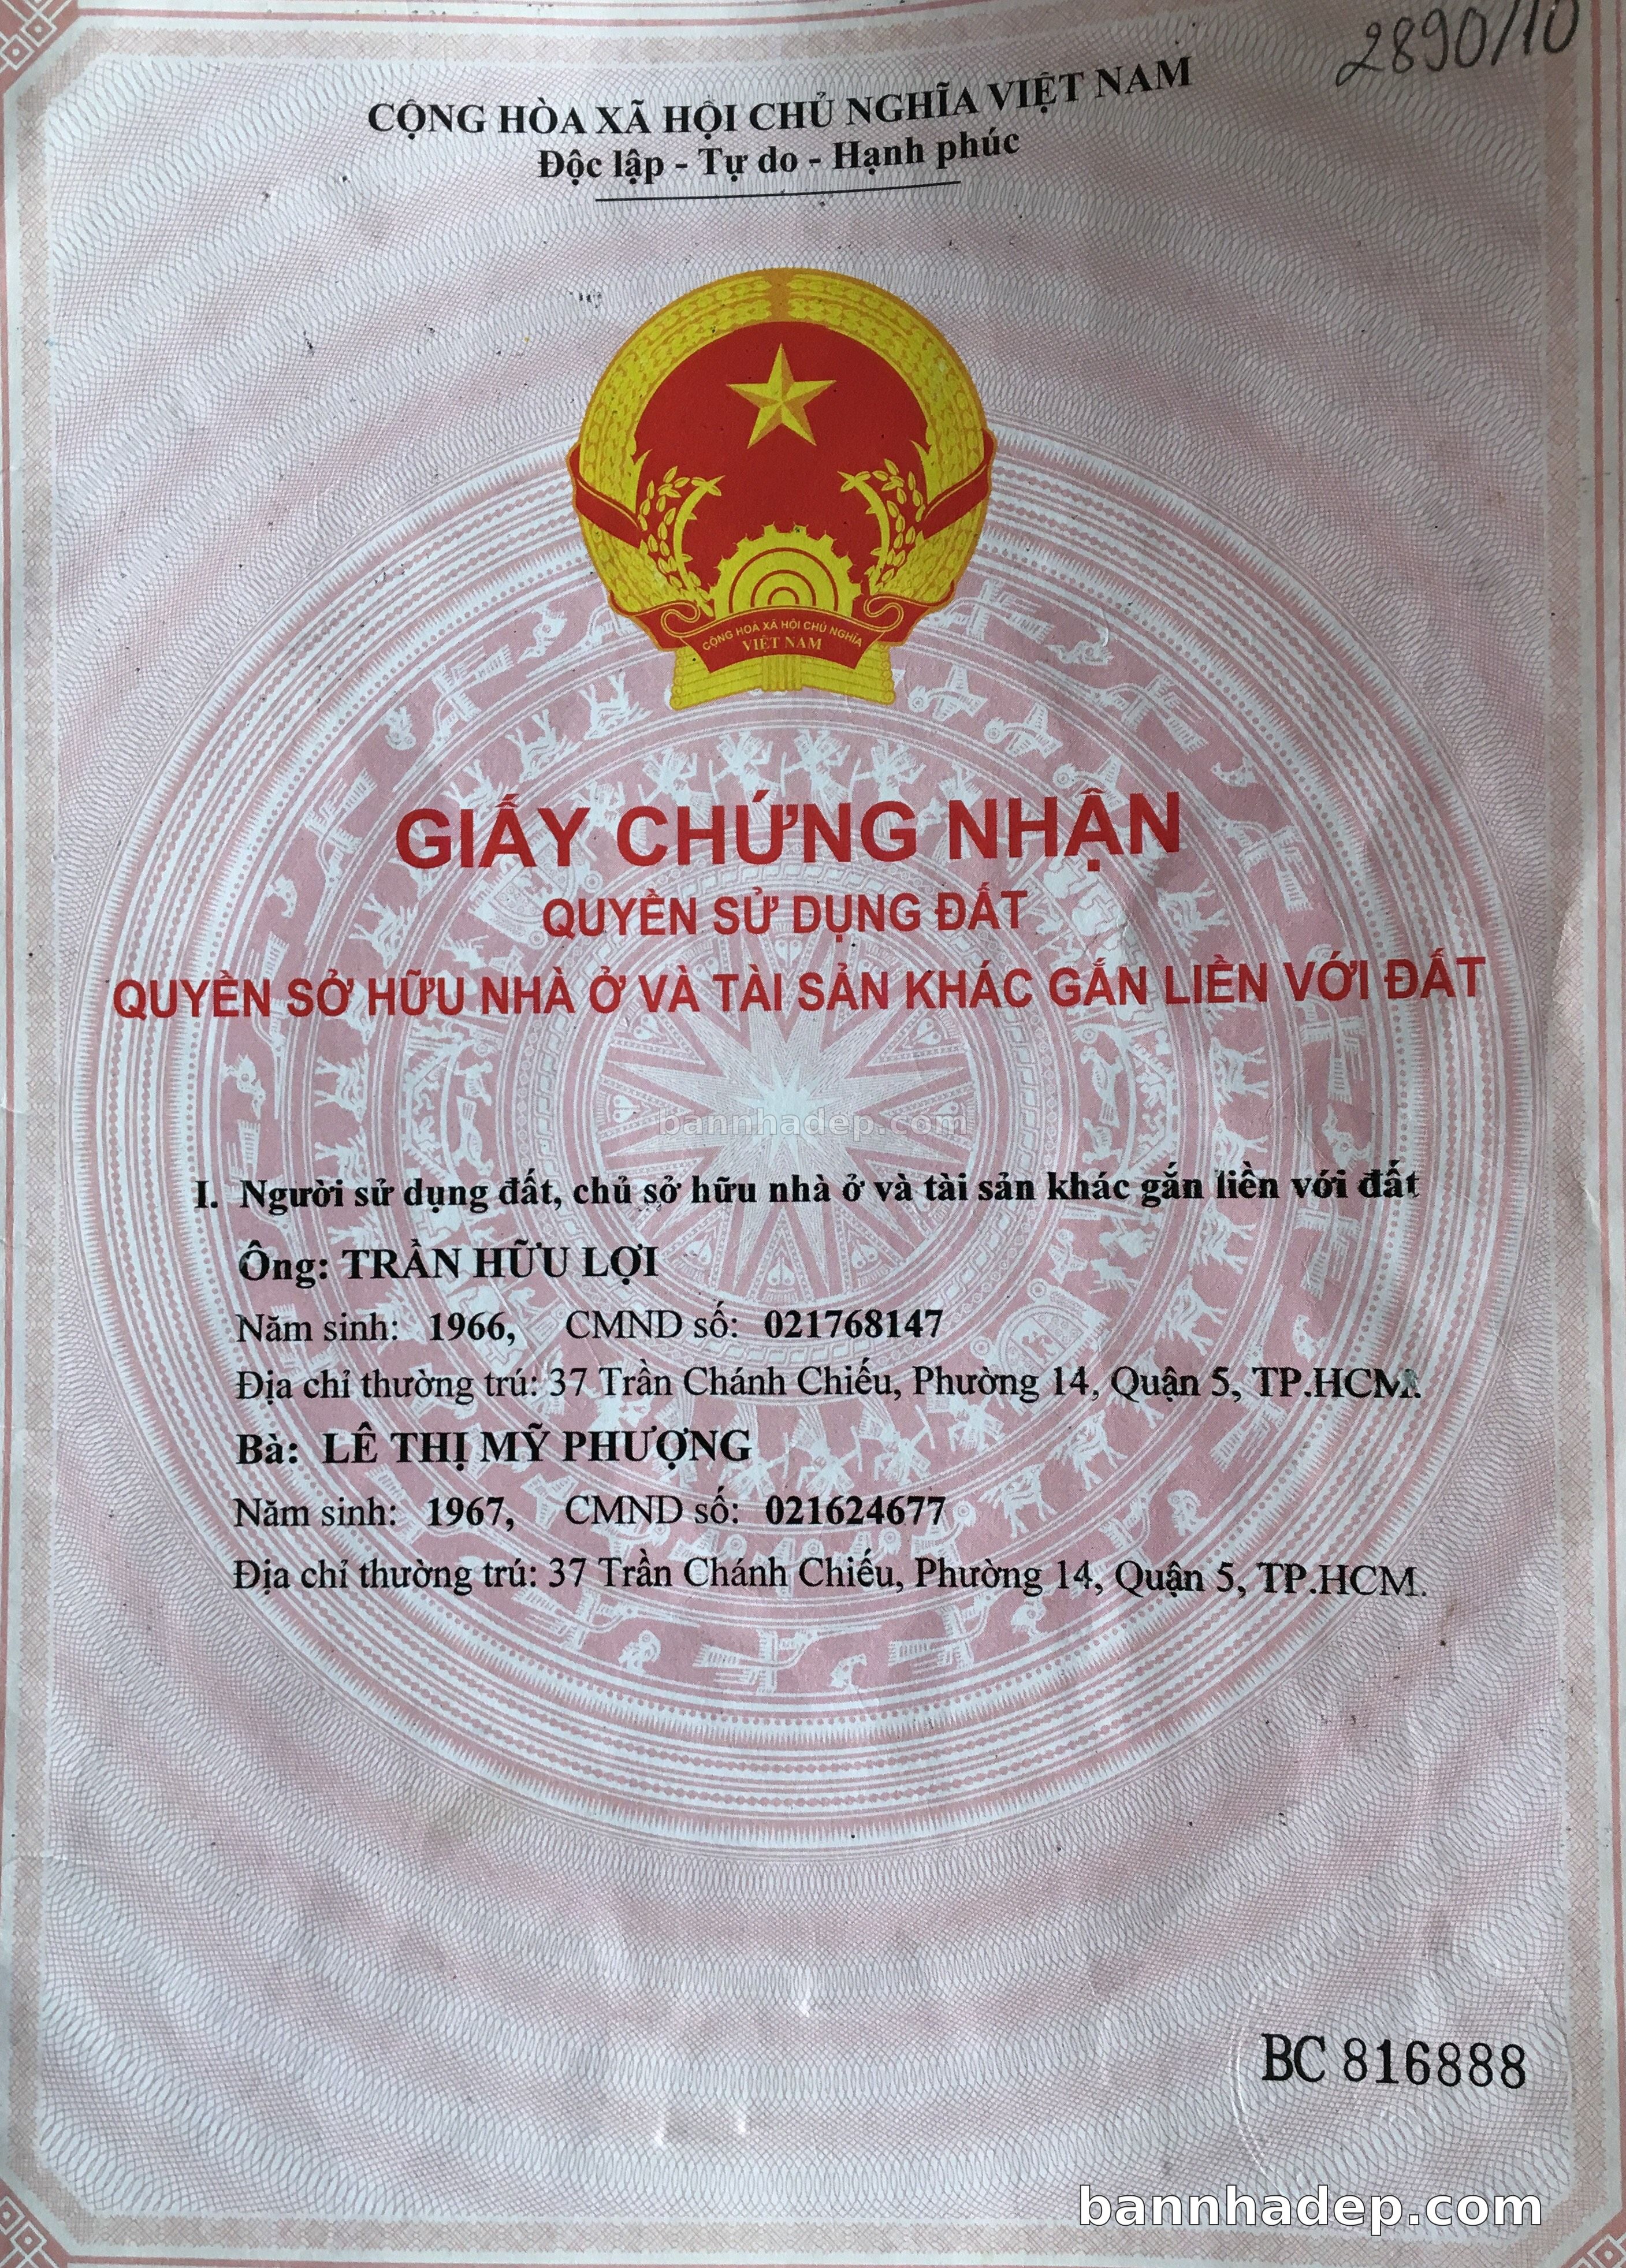 2890/10
CỘNG HÒA XÃ HỘI CHỦ NGHĨA VIỆT NAM
Độc lập - Tự do - Hạnh phúc
CỘNG HOÀ XÃ HỘI CHỦ NGHĨA
VIỆT NAM
GIẤY CHỨNG NHẬN
QUYỀN SỬ DỤNG ĐẤT
QUYỀN SỞ HỮU NHÀ Ở VÀ TÀI SẢN KHÁC GẮN LIỀN VỚI ĐẤT
bannhadep.com
I. Người sử dụng đất, chủ sở hữu nhà ở và tài sản khác gắn liền với đất
Ông: TRẦN HỮU LỢI
Năm sinh: 1966, CMND số: 021768147
Địa chỉ thường trú: 37 Trần Chánh Chiếu, Phường 14, Quận 5, TP.HCM.
Bà: LÊ THỊ MỸ PHƯỢNG
Năm sinh: 1967, CMND số: 021624677
Địa chỉ thường trú: 37 Trần Chánh Chiếu, Phường 14, Quận 5, TP.HCM.
BC 816888
bannhadep.com